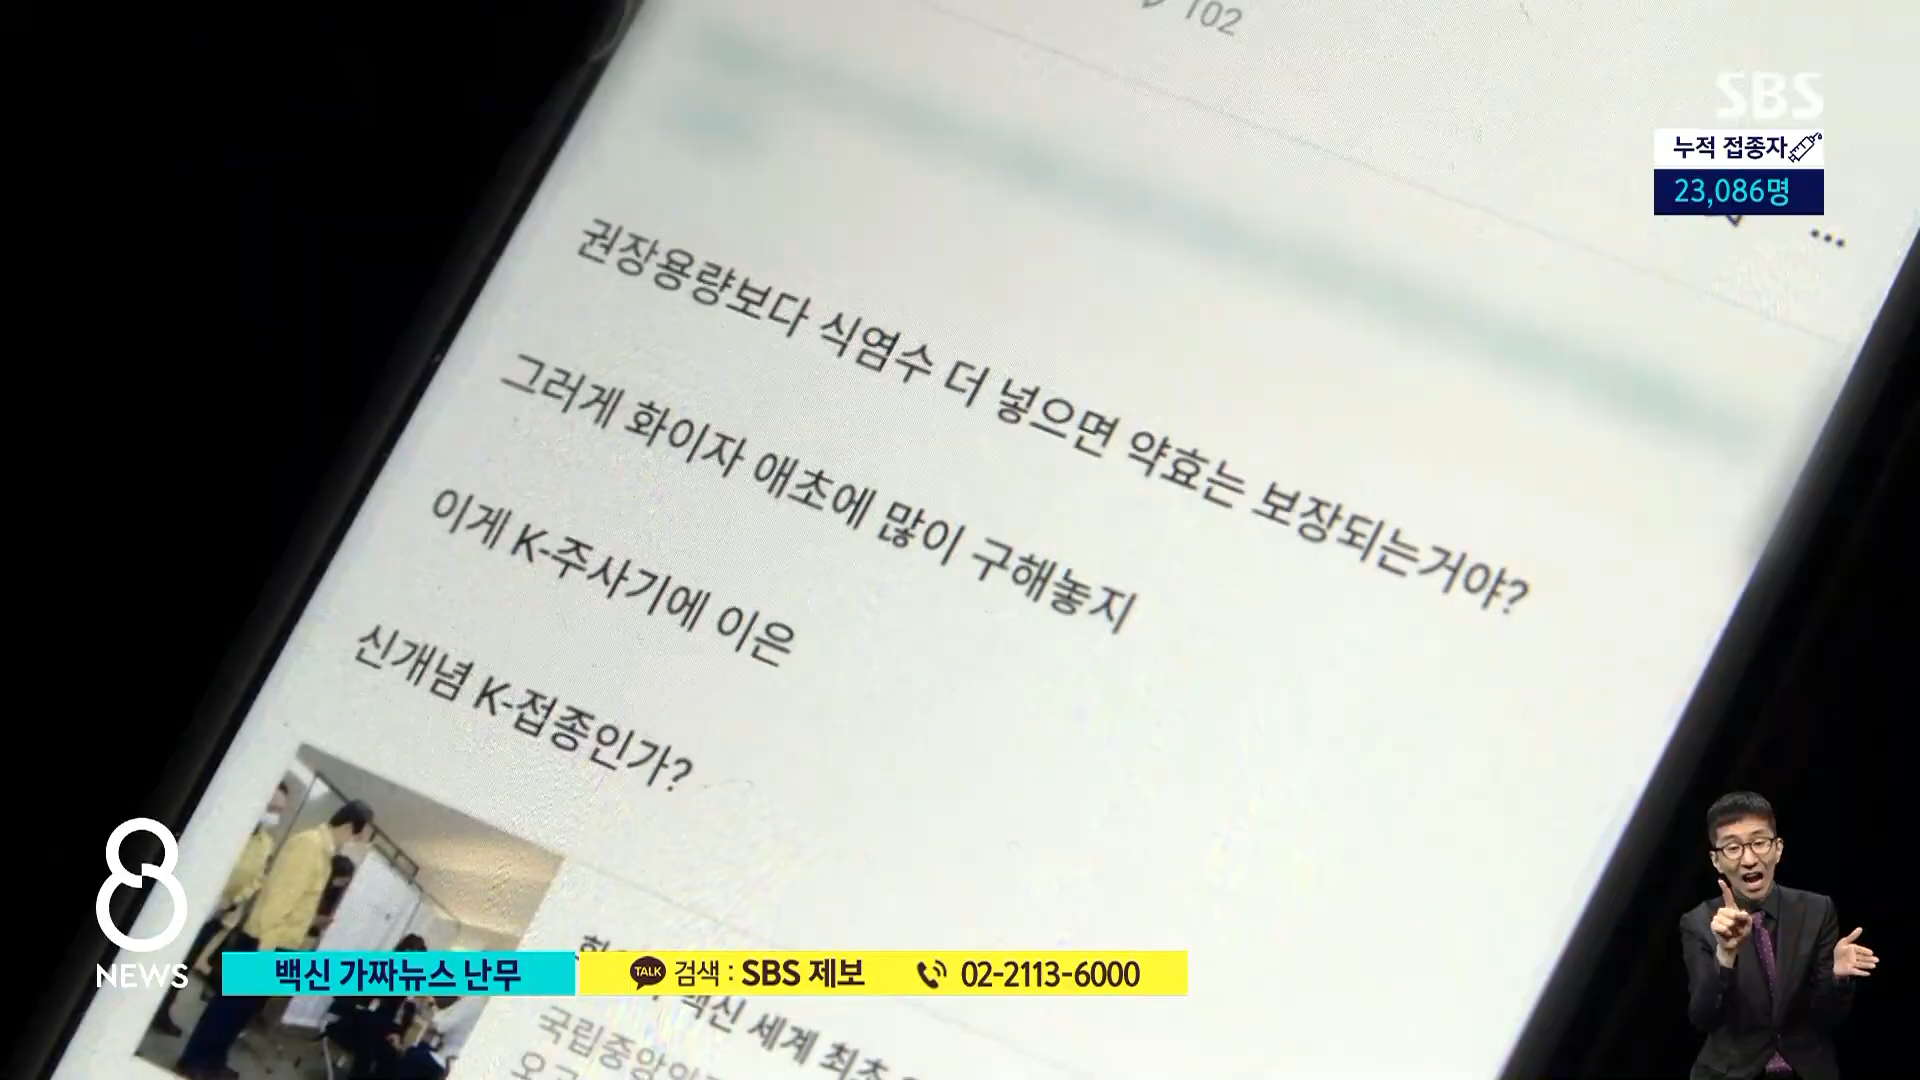 102
SBS
누적 접종자
23,086명
권장용량보다 식염수 더 넣으면 약효는 보장되는거야?
그러게 화이자 애초에 많이 구해놓지
이게 K-주사기에 이은
신개념 K-접종인가?
8
NEWS
백신 가짜뉴스 난무
TALK 검색 : SBS 제보 02-2113-6000
백신 세계 최초
국립중앙의